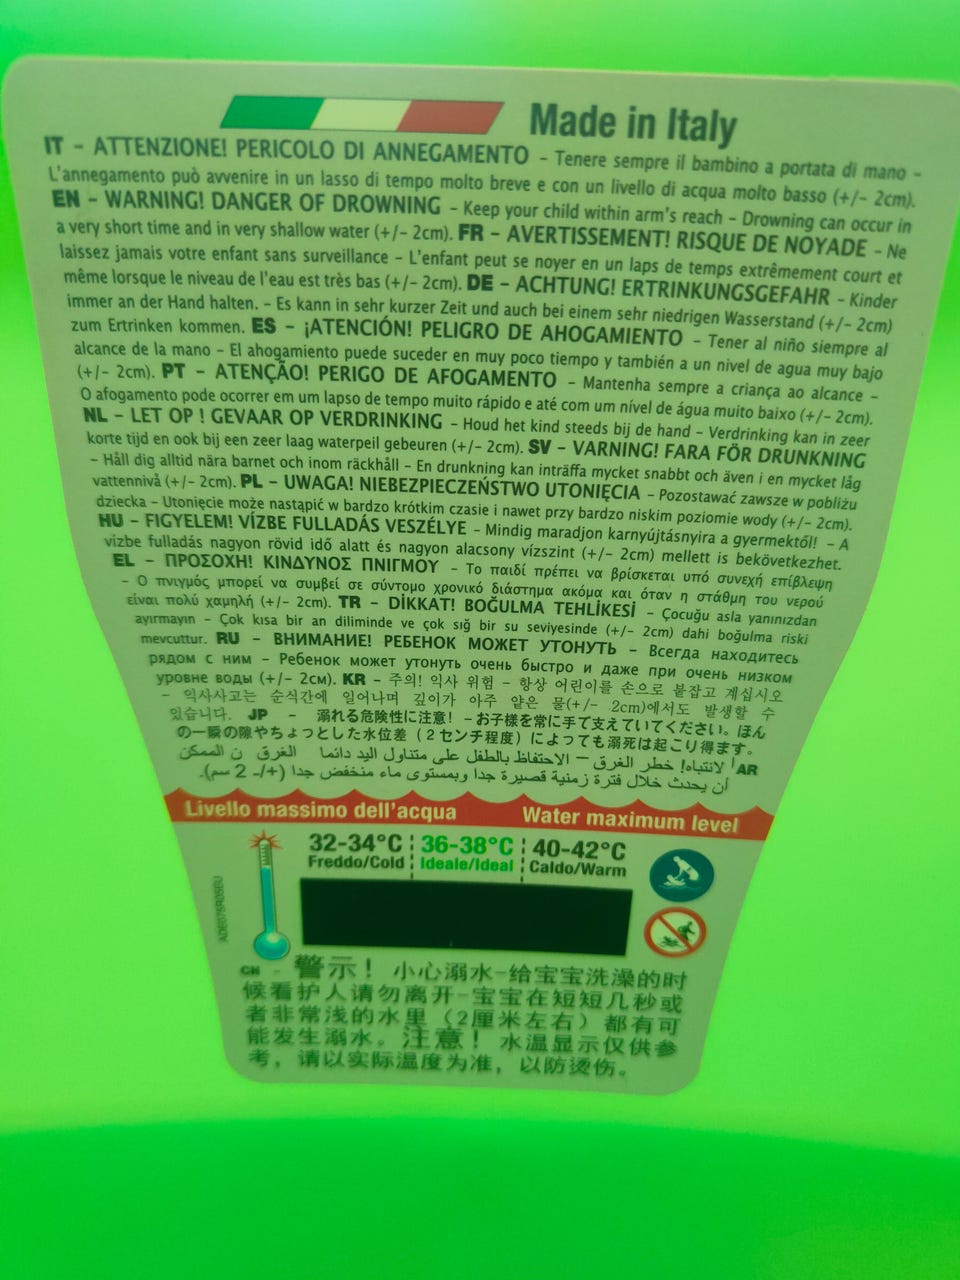 Made in Italy
IT - ATTENZIONE! PERICOLO DI ANNEGAMENTO - Tenere sempre il bambino a portata di mano -
L'annegamento può avvenire in un lasso di tempo molto breve e con un livello di acqua molto basso (+/- 2cm).
EN - WARNING! DANGER OF DROWNING - Keep your child within arm's reach - Drowning can occur in
a very short time and in very shallow water (+/- 2cm). FR - AVERTISSEMENT! RISQUE DE NOYADE - Ne
laissez jamais votre enfant sans surveillance - L'enfant peut se noyer en un laps de temps extrêmement court et
même lorsque le niveau de l'eau est très bas (+/- 2cm). DE - ACHTUNG! ERTRINKUNGSGEFAHR - Kinder
immer an der Hand halten. - Es kann in sehr kurzer Zeit und auch bei einem sehr niedrigen Wasserstand (+/- 2cm)
zum Ertrinken kommen. ES - ¡ATENCIÓN! PELIGRO DE AHOGAMIENTO - Tener al niño siempre al
alcance de la mano - El ahogamiento puede suceder en muy poco tiempo y también a un nivel de agua muy bajo
(+/- 2cm). PT - ATENÇÃO! PERIGO DE AFOGAMENTO - Mantenha sempre a criança ao alcance -
O afogamento pode ocorrer em um lapso de tempo muito rápido e até com um nível de água muito baixo (+/- 2cm).
NL - LET OP ! GEVAAR OP VERDRINKING - Houd het kind steeds bij de hand - Verdrinking kan in zeer
korte tijd en ook bij een zeer laag waterpeil gebeuren (+/- 2cm). SV - VARNING! FARA FÖR DRUNKNING
- Håll dig alltid nära barnet och inom räckhåll - En drunkning kan inträffa mycket snabbt och även i en mycket låg
vattennivå (+/- 2cm). PL - UWAGA! NIEBEZPIECZEŃSTWO UTONIĘCIA - Pozostawać zawsze w pobliżu
dziecka - Utonięcie może nastąpić w bardzo krótkim czasie i nawet przy bardzo niskim poziomie wody (+/- 2cm).
HU - FIGYELEM! VÍZBE FULLADÁS VESZÉLYE - Mindig maradjon karnyújtásnyira a gyermektől! - A
vízbe fulladás nagyon rövid idő alatt és nagyon alacsony vízszint (+/- 2cm) mellett is bekövetkezhet.
EL - ΠΡΟΣΟΧΗ! ΚΙΝΔΥΝΟΣ ΠΝΙΓΜΟΥ - Το παιδί πρέπει να βρίσκεται υπό συνεχή επίβλεψη
- Ο πνιγμός μπορεί να συμβεί σε σύντομο χρονικό διάστημα ακόμα και όταν η στάθμη του νερού
είναι πολύ χαμηλή (+/- 2cm). TR - DİKKAT! BOĞULMA TEHLİKESİ - Çocuğu asla yanınızdan
ayırmayın - Çok kısa bir an diliminde ve çok sığ bir su seviyesinde (+/- 2cm) dahi boğulma riski
mevcuttur. RU - ВНИМАНИЕ! РЕБЕНОК МОЖЕТ УТОНУТЬ - Всегда находитесь
рядом с ним - Ребенок может утонуть очень быстро и даже при очень низком
уровне воды (+/- 2см). KR - 주의! 익사 위험 - 항상 어린이를 손으로 붙잡고 계십시오
- 익사사고는 순식간에 일어나며 깊이가 아주 얕은 물(+/- 2cm)에서도 발생할 수
있습니다. JP - 溺れる危険性に注意! - お子様を常に手で支えていてください。ほん
の一瞬の隙やちょっとした水位差 (2センチ程度) によっても溺死は起こり得ます。
AR لانتباه! خطر الغرق – الاحتفاظ بالطفل على متناول اليد دائما الغرق ن الممكن
أن يحدث خلال فترة زمنية قصيرة جدا وبمستوى ماء منخفض جدا (+/- 2 سم).
Livello massimo dell'acqua Water maximum level
32-34°C 36-38°C 40-42°C
Freddo/Cold Ideale/Ideal Caldo/Warm
CN - 警示! 小心溺水-给宝宝洗澡的时
候看护人请勿离开-宝宝在短短几秒或
者非常浅的水里 (2厘米左右) 都有可
能发生溺水。注意! 水温显示仅供参
考, 请以实际温度为准, 以防烫伤。